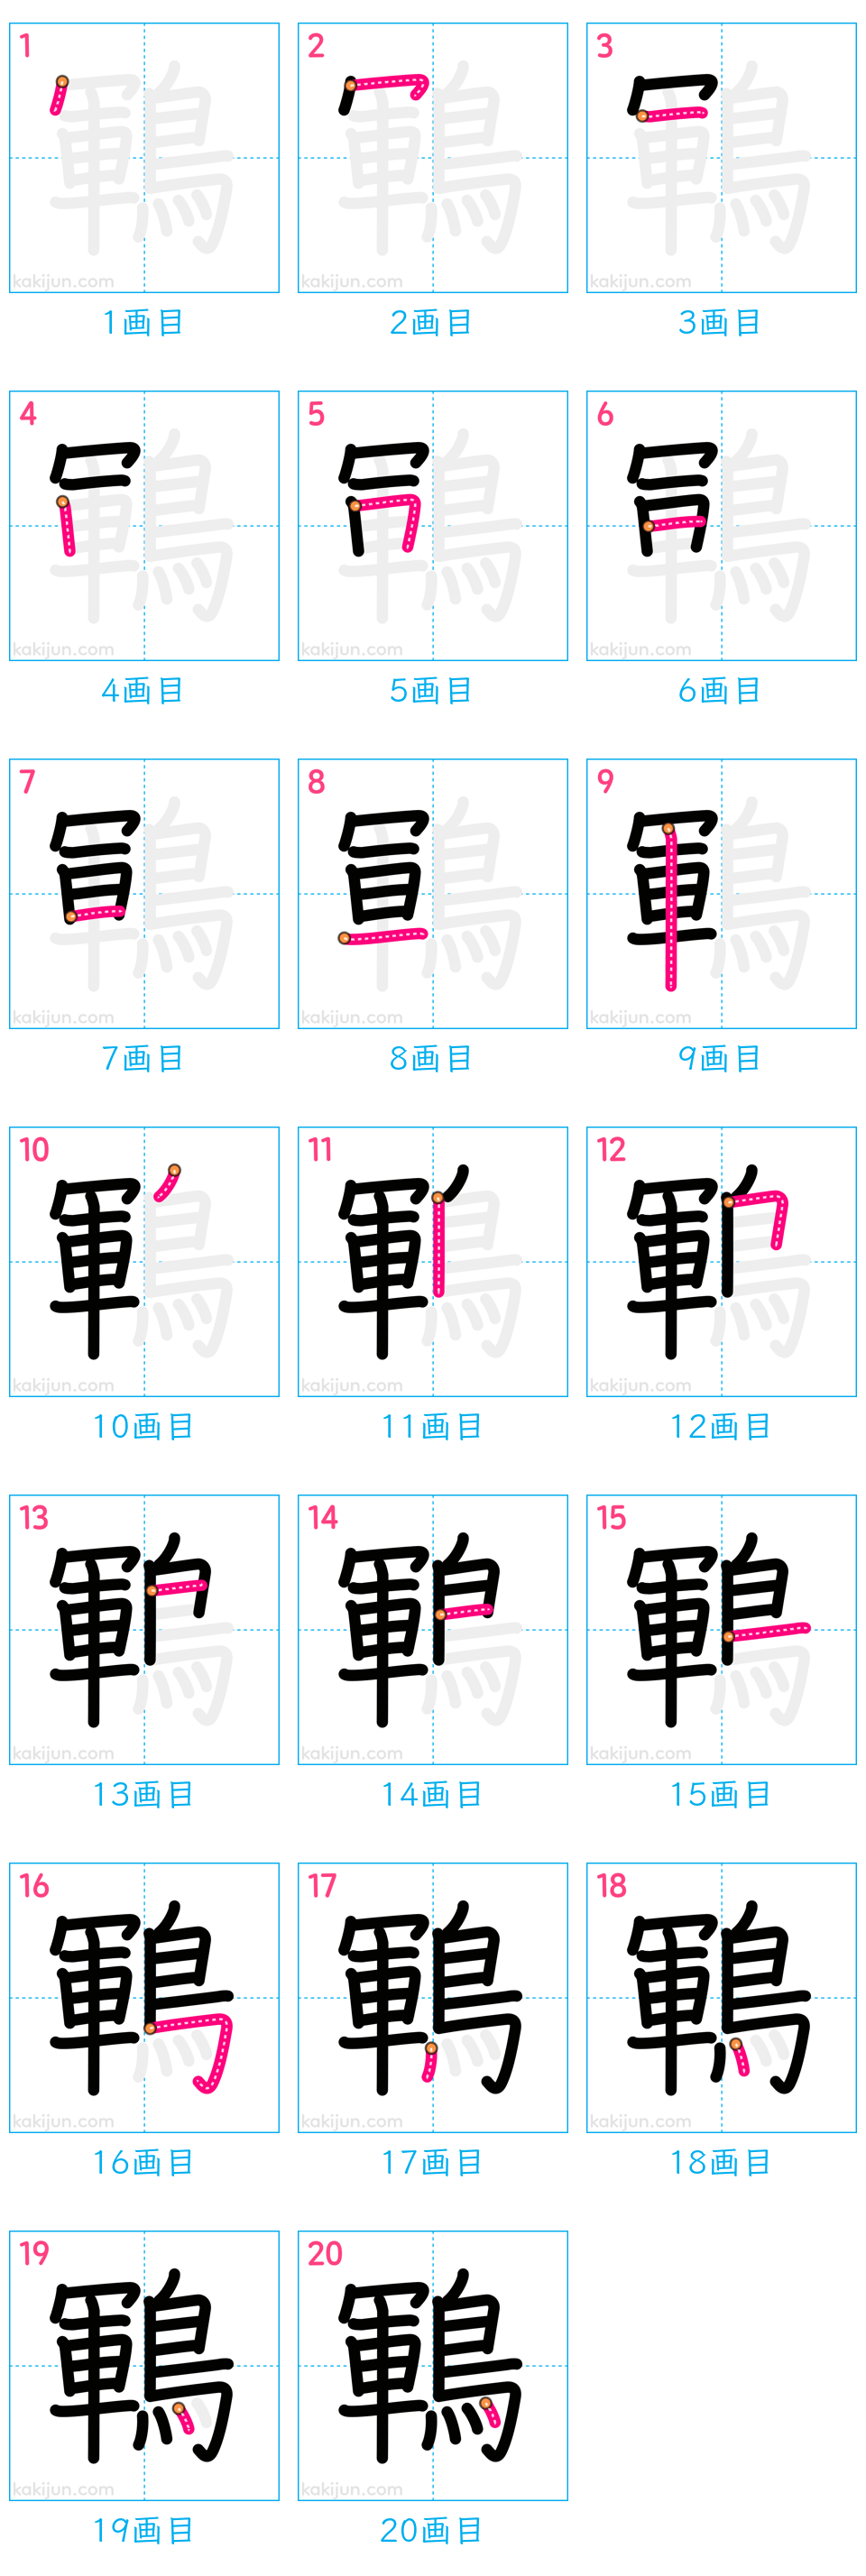 1 2 3
kakijun.com kakijun.com kakijun.com
1画目 2画目 3画目
4 5 6
kakijun.com kakijun.com kakijun.com
4画目 5画目 6画目
7 8 9
kakijun.com kakijun.com kakijun.com
7画目 8画目 9画目
10 11 12
kakijun.com kakijun.com kakijun.com
10画目 11画目 12画目
13 14 15
kakijun.com kakijun.com kakijun.com
13画目 14画目 15画目
16 17 18
kakijun.com kakijun.com kakijun.com
16画目 17画目 18画目
19 20
鶤 鶤
kakijun.com kakijun.com
19画目 20画目